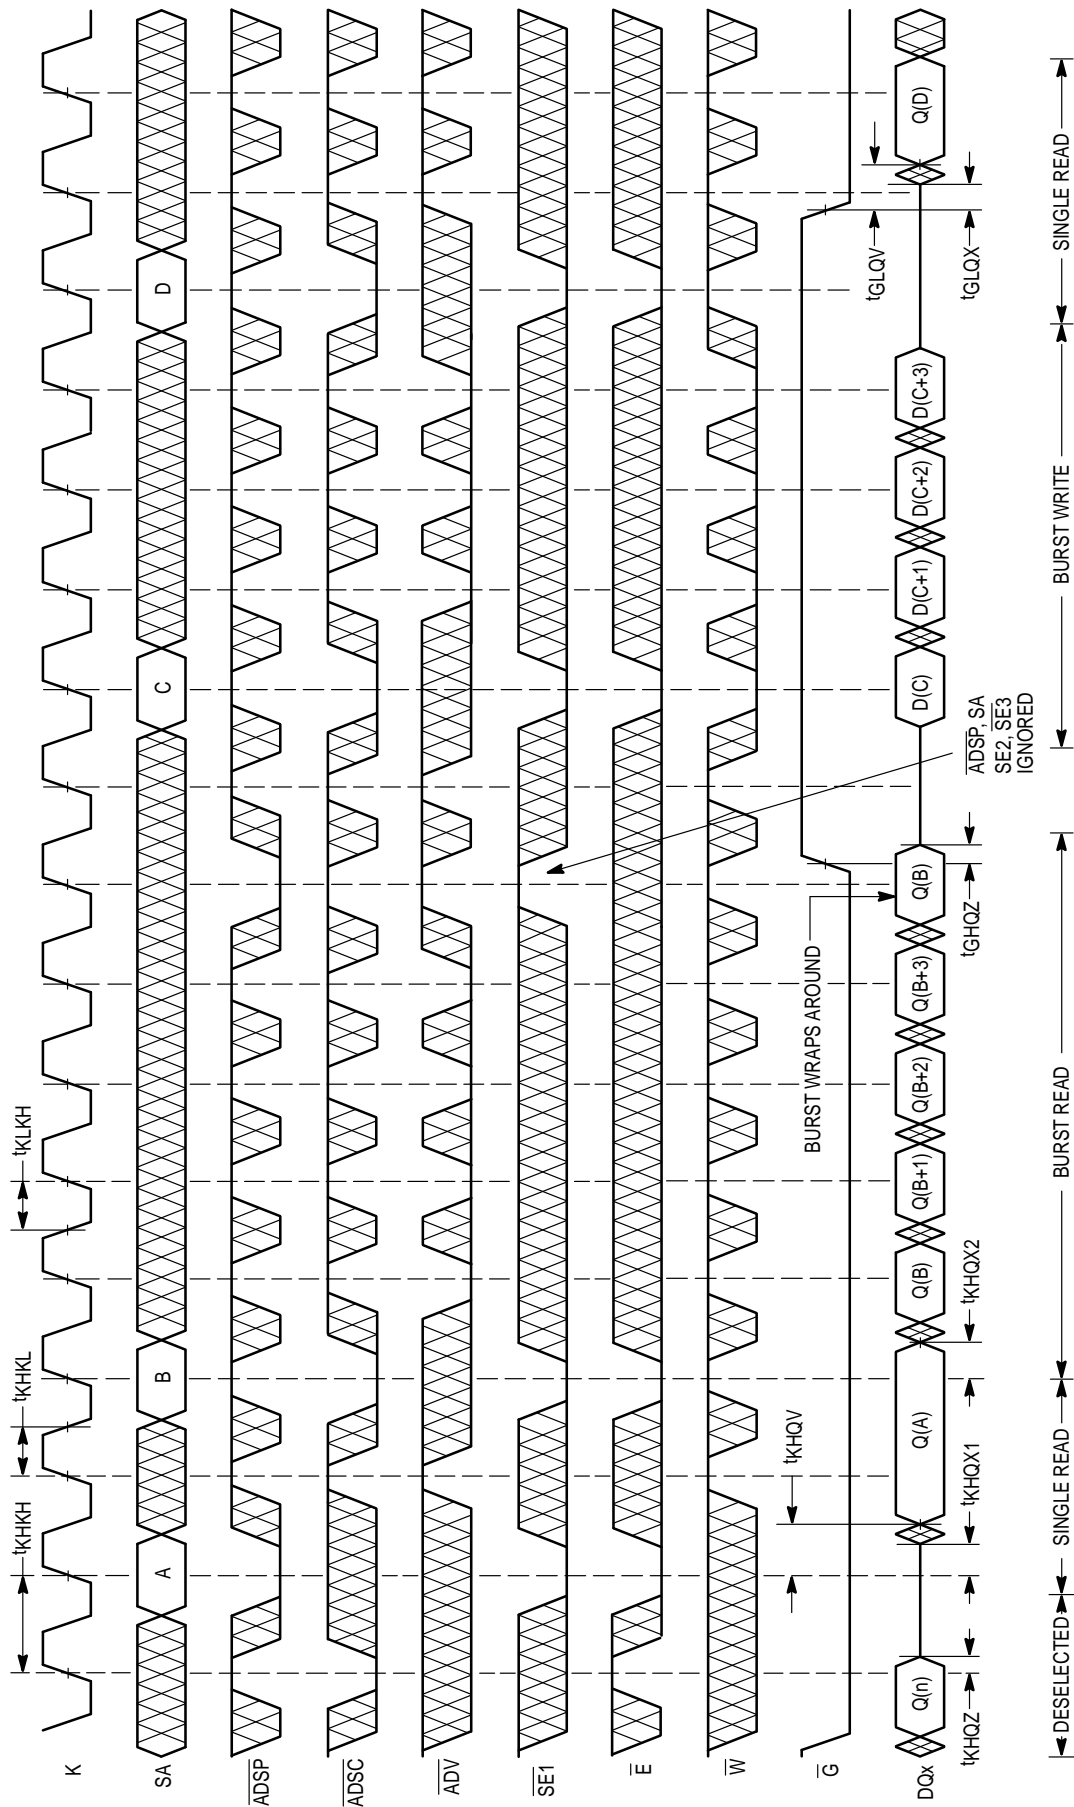 tKHKH
tKHKL
tKLKH
K
SA
A
B
C
D
ADSP
ADSC
ADV
SE1
E
W
G
DQx
Q(n)
Q(A)
Q(B)
Q(B+1)
Q(B+2)
Q(B+3)
Q(B)
D(C)
D(C+1)
D(C+2)
D(C+3)
Q(D)
tKHQV
BURST WRAPS AROUND
tGLQV
tKHQZ
tKHQX1
tKHQX2
tGHQZ
ADSP, SA
SE2, SE3
IGNORED
tGLQX
DESELECTED
SINGLE READ
BURST READ
BURST WRITE
SINGLE READ